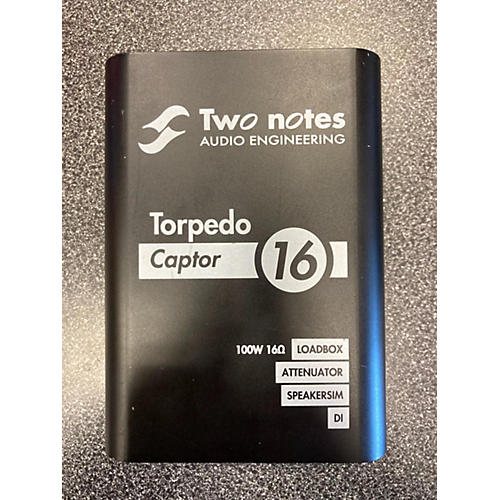 Two notes
AUDIO ENGINEERING
Torpedo
Captor 16
100W 16Ω LOADBOX
ATTENUATOR
SPEAKERSIM
DI